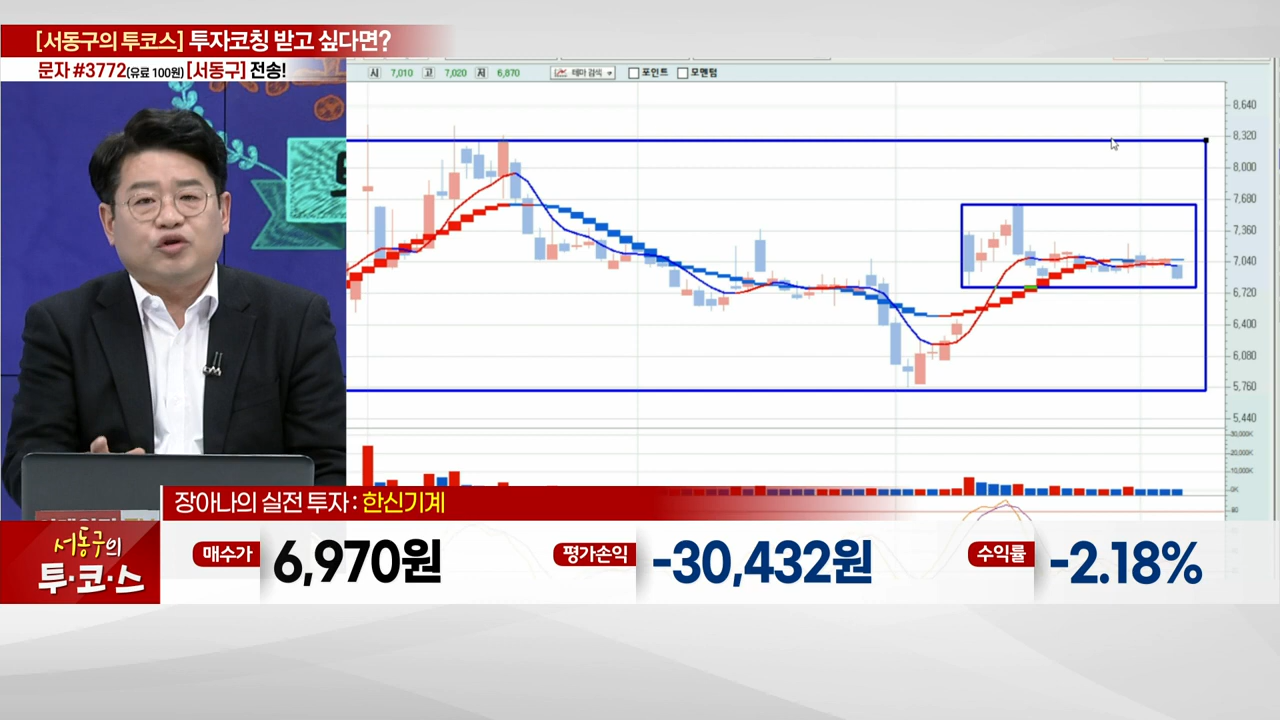 [서동구의 투코스] 투자코칭 받고 싶다면?
문자 #3772(유료 100원) [서동구] 전송!
시 7,010 고 7,020 저 6,870 테마 검색 포인트 모멘텀
8,640
8,320
8,000
7,680
7,360
7,040
6,720
6,400
6,080
5,760
5,440
30,000K
20,000K
10,000K
0K
장아나의 실전 투자 : 한신기계
서동구의
투·코·스
매수가 6,970원 평가손익 -30,432원 수익률 -2.18%